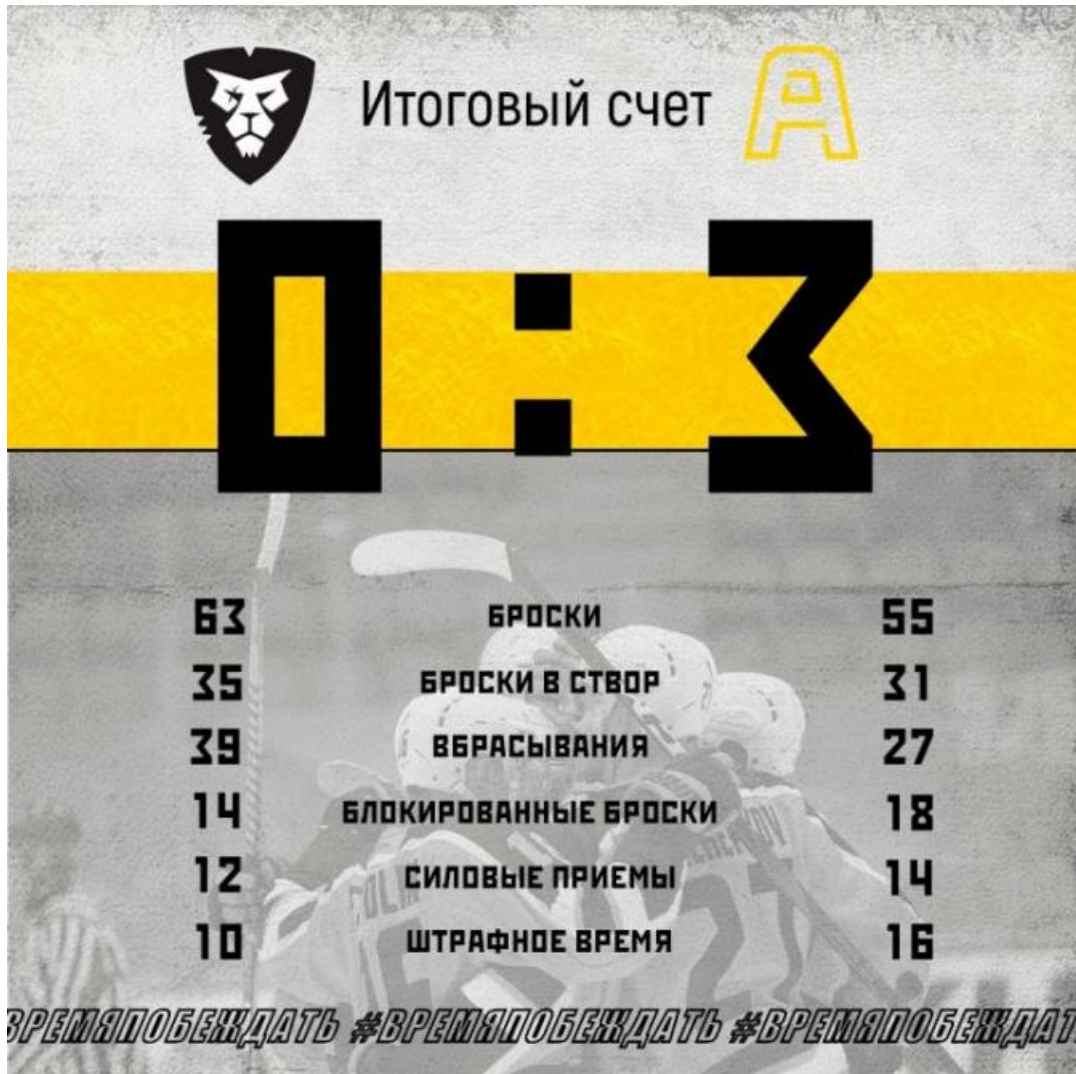 Итоговый счет
A
0:3
63 БРОСКИ 55
35 БРОСКИ В СТВОР 31
39 ВБРАСЫВАНИЯ 27
14 БЛОКИРОВАННЫЕ БРОСКИ 18
12 СИЛОВЫЕ ПРИЕМЫ 14
10 ШТРАФНОЕ ВРЕМЯ 16
ВРЕМЯПОБЕЖДАТЬ #ВРЕМЯПОБЕЖДАТЬ #ВРЕМЯПОБЕЖДАТ